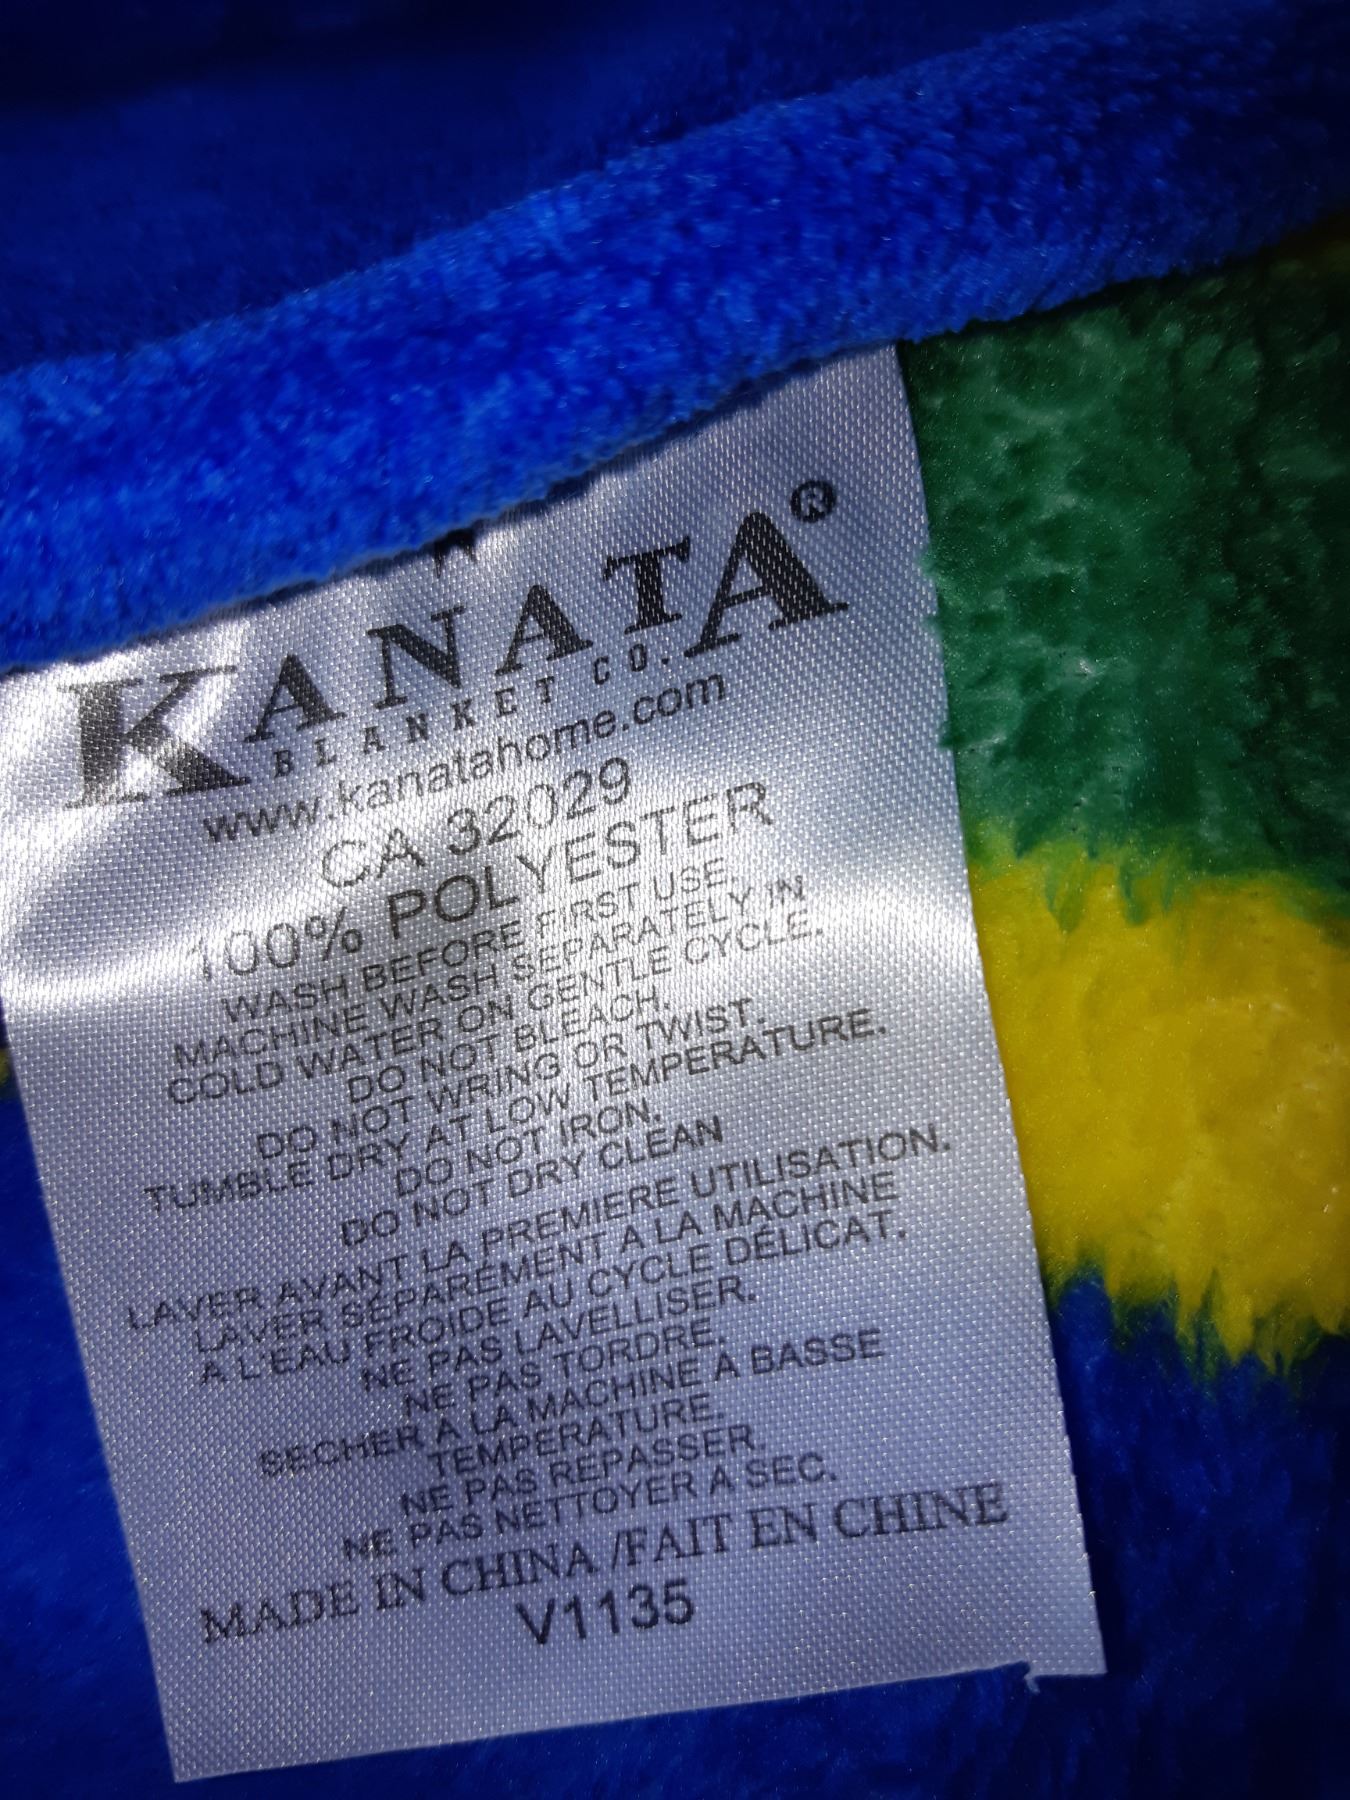 KANATA®
BLANKET CO.
www.kanatahome.com
CA 32029
100% POLYESTER
WASH BEFORE FIRST USE.
MACHINE WASH SEPARATELY IN
COLD WATER ON GENTLE CYCLE.
DO NOT BLEACH.
DO NOT WRING OR TWIST.
TUMBLE DRY AT LOW TEMPERATURE.
DO NOT IRON.
DO NOT DRY CLEAN
LAVER AVANT LA PREMIERE UTILISATION.
LAVER SÉPARÉMENT A LA MACHINE
A L'EAU FROIDE AU CYCLE DÉLICAT.
NE PAS LAVELLISER.
NE PAS TORDRE.
SECHER A LA MACHINE A BASSE
TEMPERATURE.
NE PAS REPASSER.
NE PAS NETTOYER A SEC.
MADE IN CHINA /FAIT EN CHINE
V1135